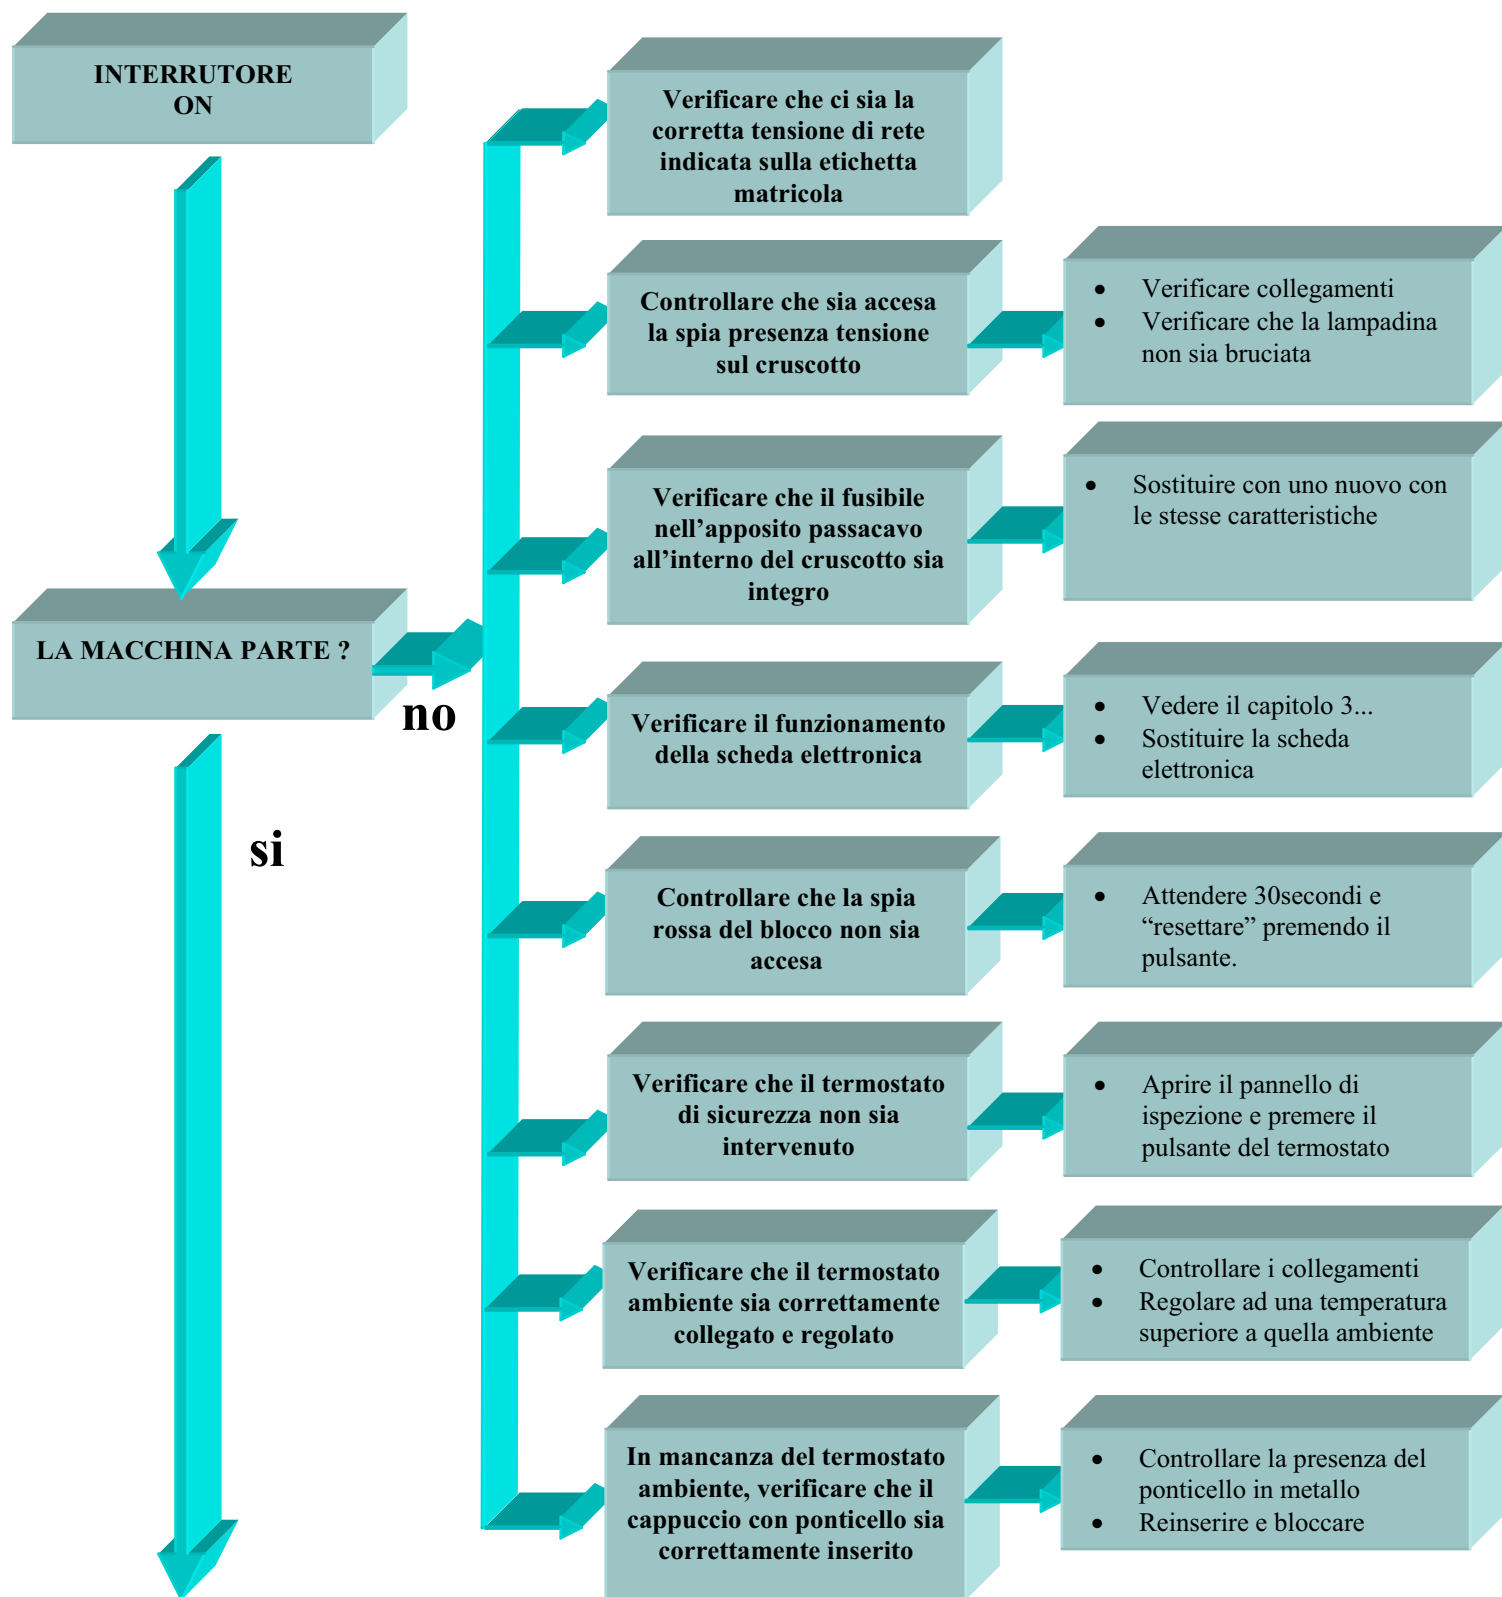 INTERRUTORE
ON
LA MACCHINA PARTE ?
no
si
Verificare che ci sia la
corretta tensione di rete
indicata sulla etichetta
matricola
Controllare che sia accesa
la spia presenza tensione
sul cruscotto
• Verificare collegamenti
• Verificare che la lampadina
non sia bruciata
Verificare che il fusibile
nell’apposito passacavo
all’interno del cruscotto sia
integro
• Sostituire con uno nuovo con
le stesse caratteristiche
Verificare il funzionamento
della scheda elettronica
• Vedere il capitolo 3...
• Sostituire la scheda
elettronica
Controllare che la spia
rossa del blocco non sia
accesa
• Attendere 30secondi e
“resettare” premendo il
pulsante.
Verificare che il termostato
di sicurezza non sia
intervenuto
• Aprire il pannello di
ispezione e premere il
pulsante del termostato
Verificare che il termostato
ambiente sia correttamente
collegato e regolato
• Controllare i collegamenti
• Regolare ad una temperatura
superiore a quella ambiente
In mancanza del termostato
ambiente, verificare che il
cappuccio con ponticello sia
correttamente inserito
• Controllare la presenza del
ponticello in metallo
• Reinserire e bloccare